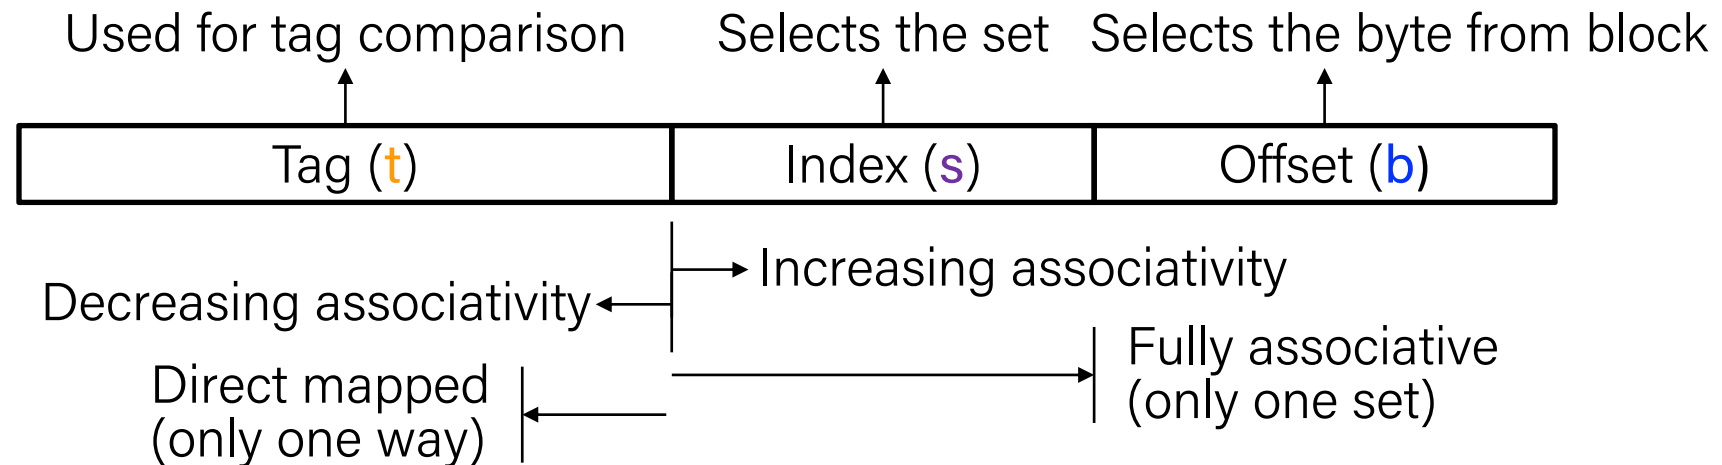 Used for tag comparison
Selects the set
Selects the byte from block
Tag (t)
Index (s)
Offset (b)
Increasing associativity
Decreasing associativity
Fully associative
(only one set)
Direct mapped
(only one way)